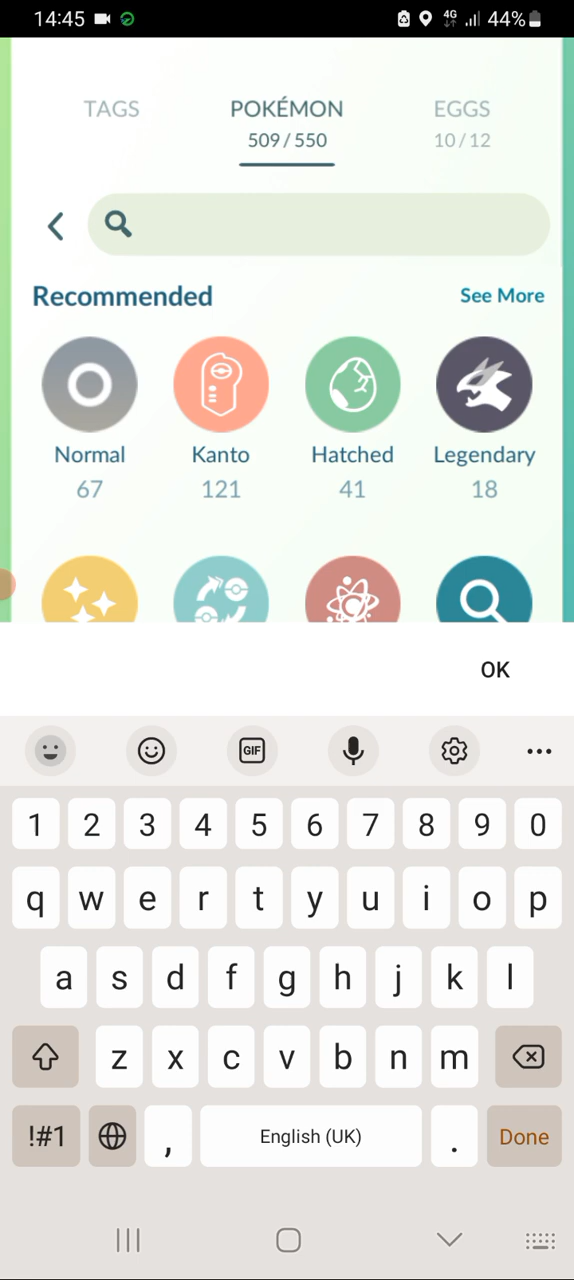 14:45
4G
44%
TAGS
POKÉMON
EGGS
509 / 550
10 / 12
Recommended
See More
Normal
Kanto
Hatched
Legendary
67
121
41
18
OK
GIF
1 2 3 4 5 6 7 8 9 0
q w e r t y u i o p
a s d f g h j k l
z x c v b n m
!#1 , English (UK) . Done